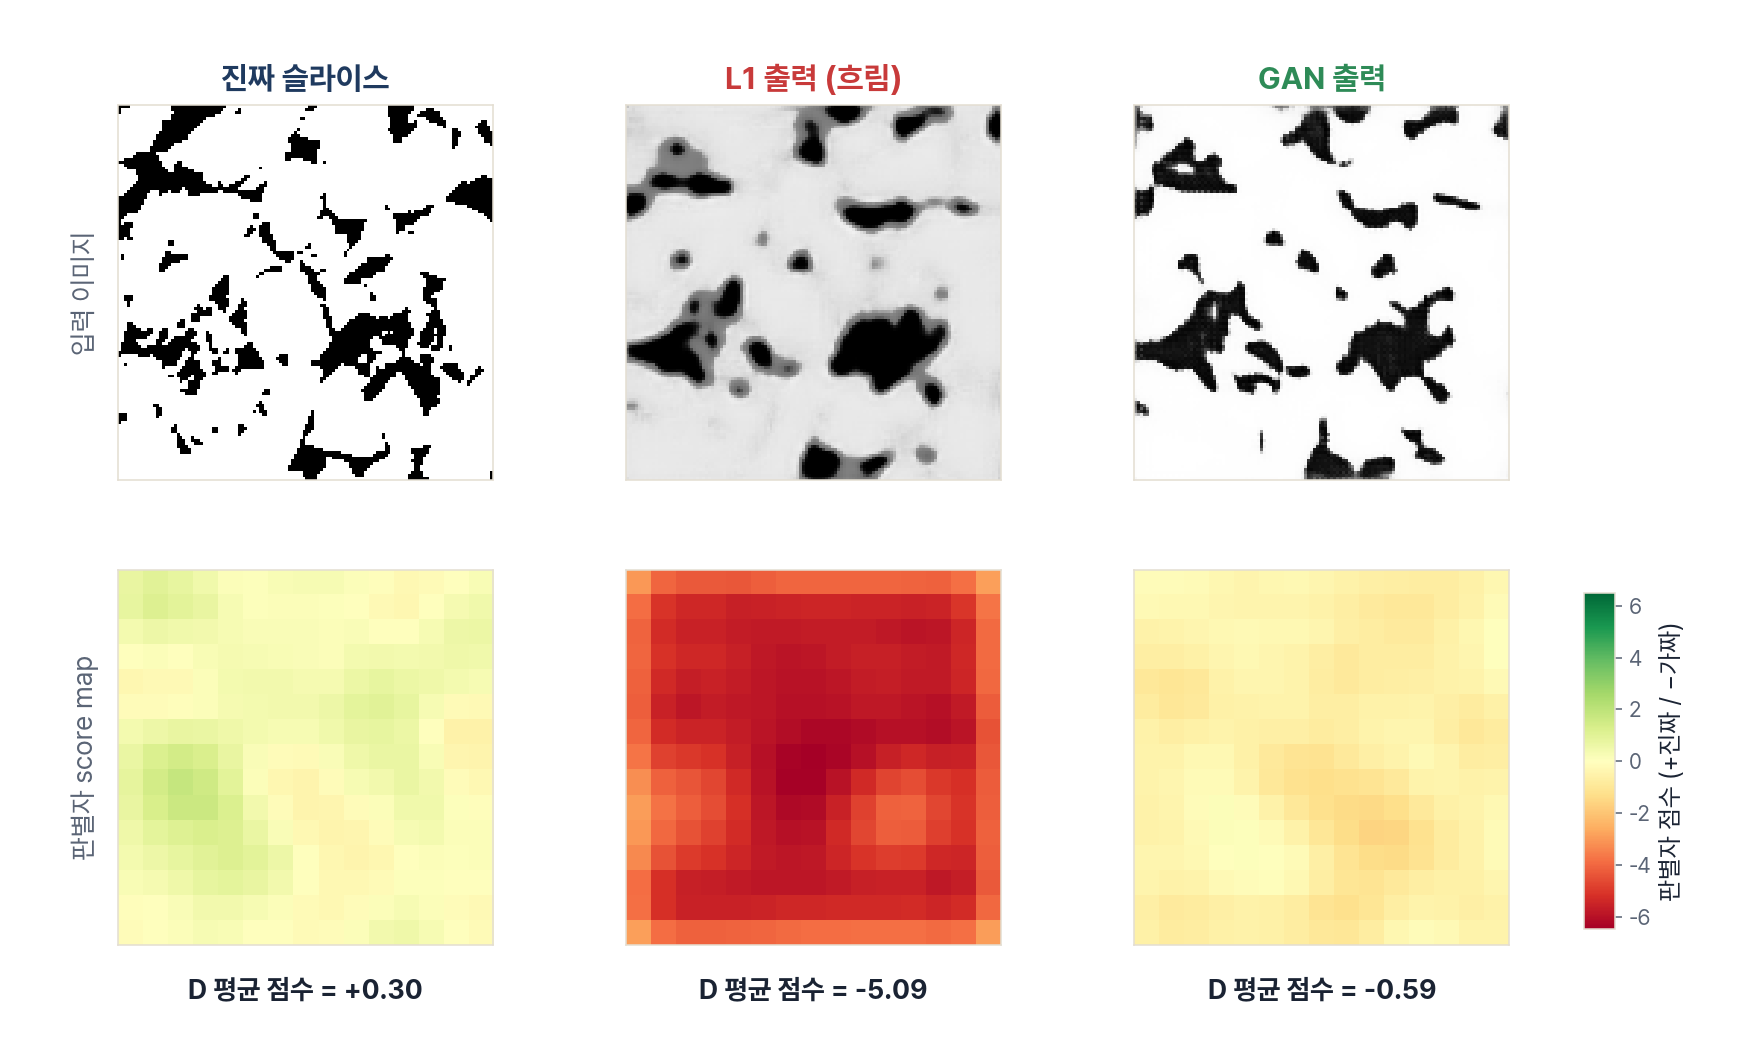 진짜 슬라이스
L1 출력 (흐림)
GAN 출력
입력 이미지
판별자 score map
6
4
2
0
-2
-4
-6
판별자 점수 (+진짜 / −가짜)
D 평균 점수 = +0.30
D 평균 점수 = -5.09
D 평균 점수 = -0.59